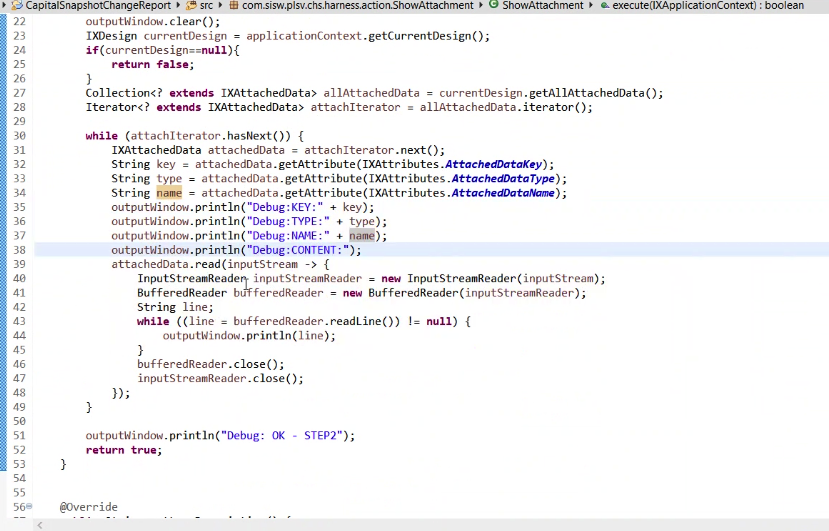 CapitalSnapshotChangeReport ▸ src ▸ com.sisw.plsv.chs.harness.action.ShowAttachment ▸ ShowAttachment ▸ execute(IXApplicationContext) : boolean
22 outputWindow.clear();
23 IXDesign currentDesign = applicationContext.getCurrentDesign();
24 if(currentDesign==null){
25 return false;
26 }
27 Collection<? extends IXAttachedData> allAttachedData = currentDesign.getAllAttachedData();
28 Iterator<? extends IXAttachedData> attachIterator = allAttachedData.iterator();
29
30 while (attachIterator.hasNext()) {
31 IXAttachedData attachedData = attachIterator.next();
32 String key = attachedData.getAttribute(IXAttributes.AttachedDataKey);
33 String type = attachedData.getAttribute(IXAttributes.AttachedDataType);
34 String name = attachedData.getAttribute(IXAttributes.AttachedDataName);
35 outputWindow.println("Debug:KEY:" + key);
36 outputWindow.println("Debug:TYPE:" + type);
37 outputWindow.println("Debug:NAME:" + name);
38 outputWindow.println("Debug:CONTENT:");
39 attachedData.read(inputStream -> {
40 InputStreamReader inputStreamReader = new InputStreamReader(inputStream);
41 BufferedReader bufferedReader = new BufferedReader(inputStreamReader);
42 String line;
43 while ((line = bufferedReader.readLine()) != null) {
44 outputWindow.println(line);
45 }
46 bufferedReader.close();
47 inputStreamReader.close();
48 });
49 }
50
51 outputWindow.println("Debug: OK - STEP2");
52 return true;
53 }
54
55
56 @Override